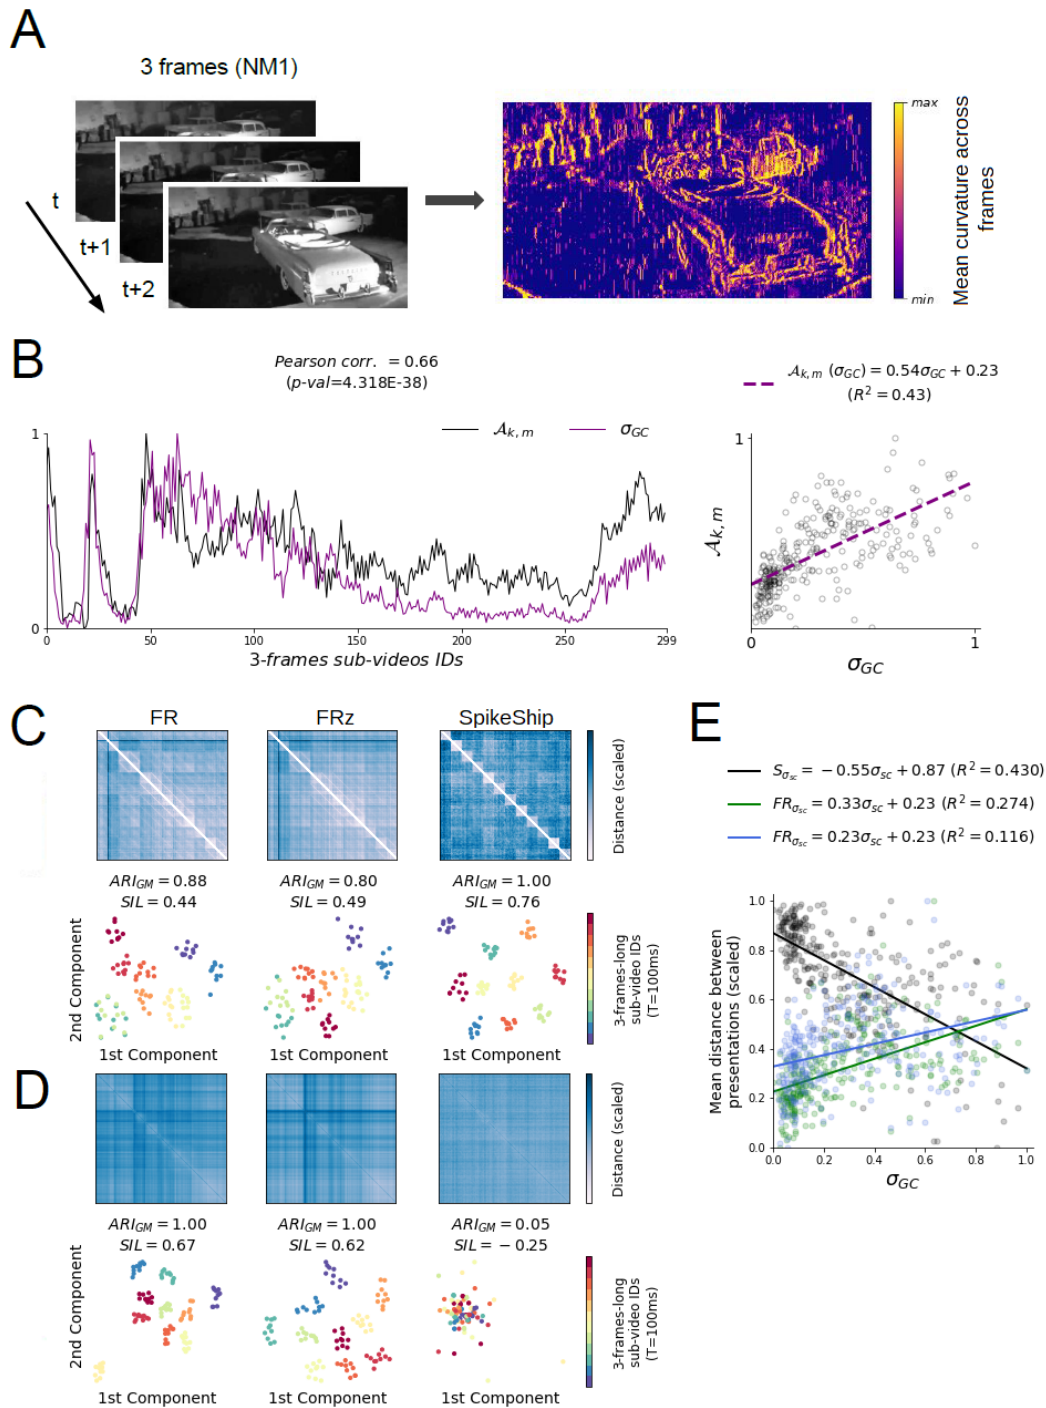 A
3 frames (NM1)
t
t+1
t+2
max
min
Mean curvature across
frames
B
Pearson corr. = 0.66
(p-val=4.318E-38)
𝒜k,m
σGC
1
0
0
50
100
150
200
250
299
3-frames sub-videos IDs
𝒜k,m (σGC) = 0.54σGC + 0.23
(R² = 0.43)
1
𝒜k,m
0
1
σGC
C
FR
FRz
SpikeShip
Distance (scaled)
ARIGM = 0.88
SIL = 0.44
ARIGM = 0.80
SIL = 0.49
ARIGM = 1.00
SIL = 0.76
2nd Component
1st Component
1st Component
1st Component
3-frames-long
sub-video IDs
(T=100ms)
D
Distance (scaled)
ARIGM = 1.00
SIL = 0.67
ARIGM = 1.00
SIL = 0.62
ARIGM = 0.05
SIL = −0.25
2nd Component
1st Component
1st Component
1st Component
3-frames-long
sub-video IDs
(T=100ms)
E
Sσsc = −0.55σsc + 0.87 (R² = 0.430)
FRσsc = 0.33σsc + 0.23 (R² = 0.274)
FRσsc = 0.23σsc + 0.23 (R² = 0.116)
Mean distance between
presentations (scaled)
1.0
0.8
0.6
0.4
0.2
0.0
0.0
0.2
0.4
0.6
0.8
1.0
σGC